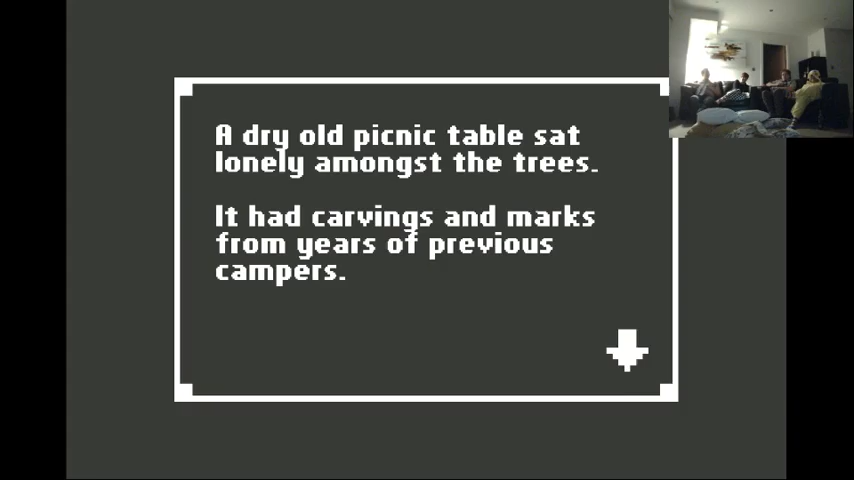 A dry old picnic table sat
lonely amongst the trees.
It had carvings and marks
from years of previous
campers.